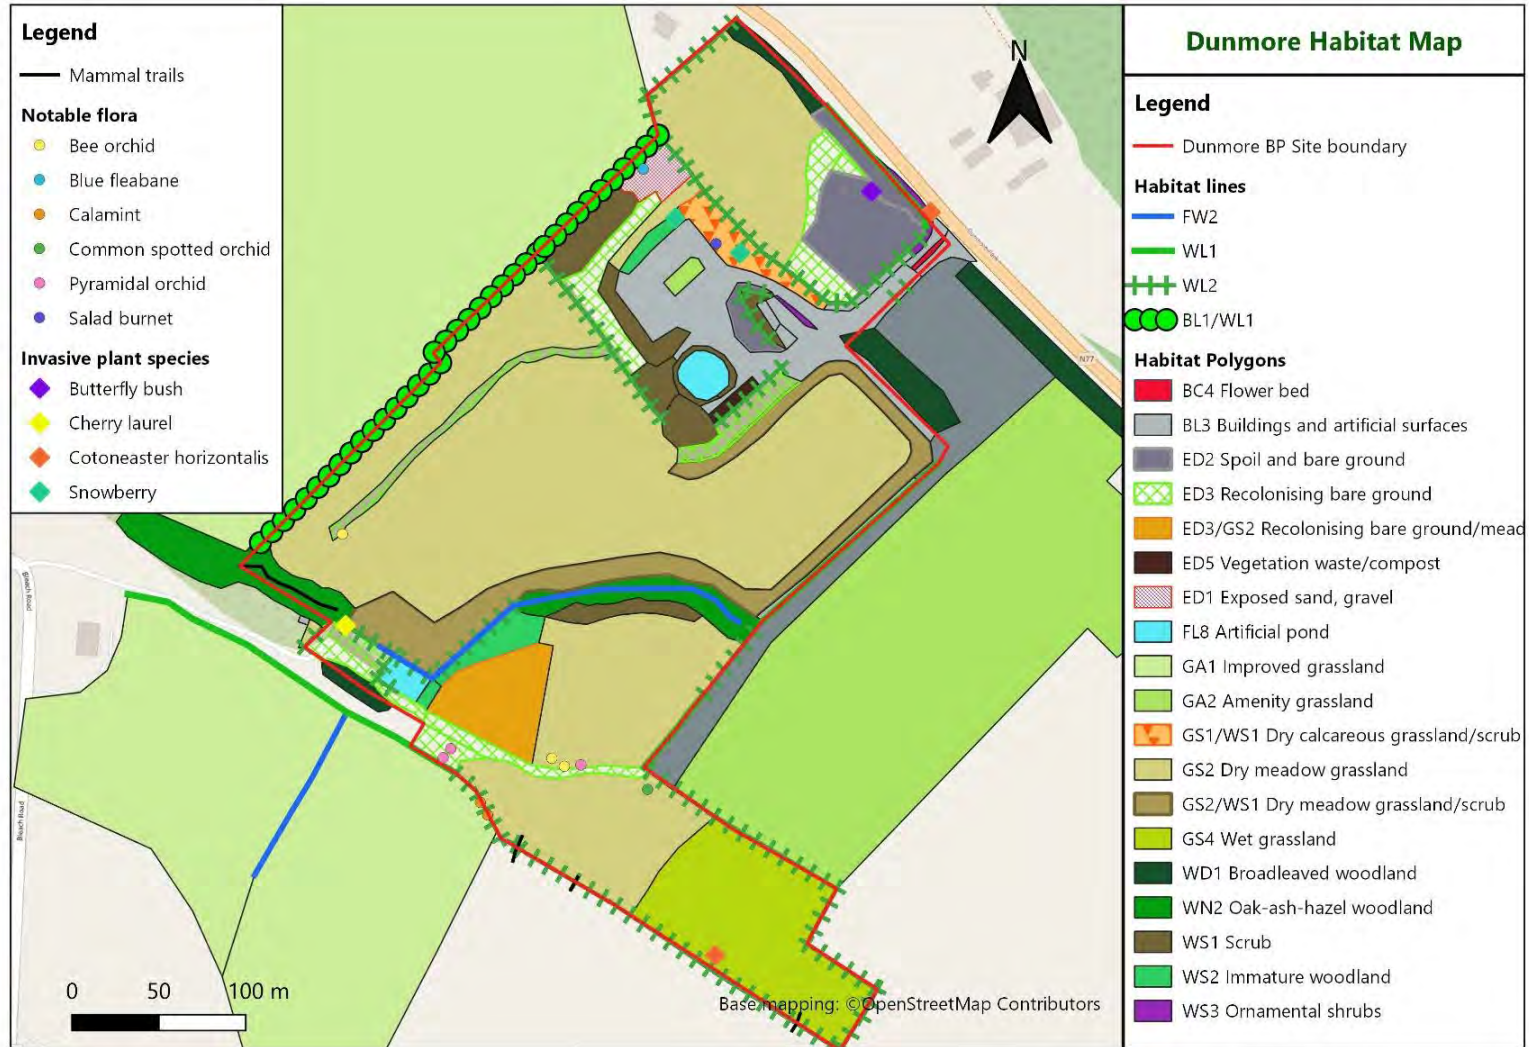 Legend
Mammal trails
Notable flora
Bee orchid
Blue fleabane
Calamint
Common spotted orchid
Pyramidal orchid
Salad burnet
Invasive plant species
Butterfly bush
Cherry laurel
Cotoneaster horizontalis
Snowberry
N
N77
Bleach Road
Bleach Road
0 50 100 m
Base mapping: ©OpenStreetMap Contributors
Dunmore Habitat Map
Legend
Dunmore BP Site boundary
Habitat lines
FW2
WL1
WL2
BL1/WL1
Habitat Polygons
BC4 Flower bed
BL3 Buildings and artificial surfaces
ED2 Spoil and bare ground
ED3 Recolonising bare ground
ED3/GS2 Recolonising bare ground/mead
ED5 Vegetation waste/compost
ED1 Exposed sand, gravel
FL8 Artificial pond
GA1 Improved grassland
GA2 Amenity grassland
GS1/WS1 Dry calcareous grassland/scrub
GS2 Dry meadow grassland
GS2/WS1 Dry meadow grassland/scrub
GS4 Wet grassland
WD1 Broadleaved woodland
WN2 Oak-ash-hazel woodland
WS1 Scrub
WS2 Immature woodland
WS3 Ornamental shrubs